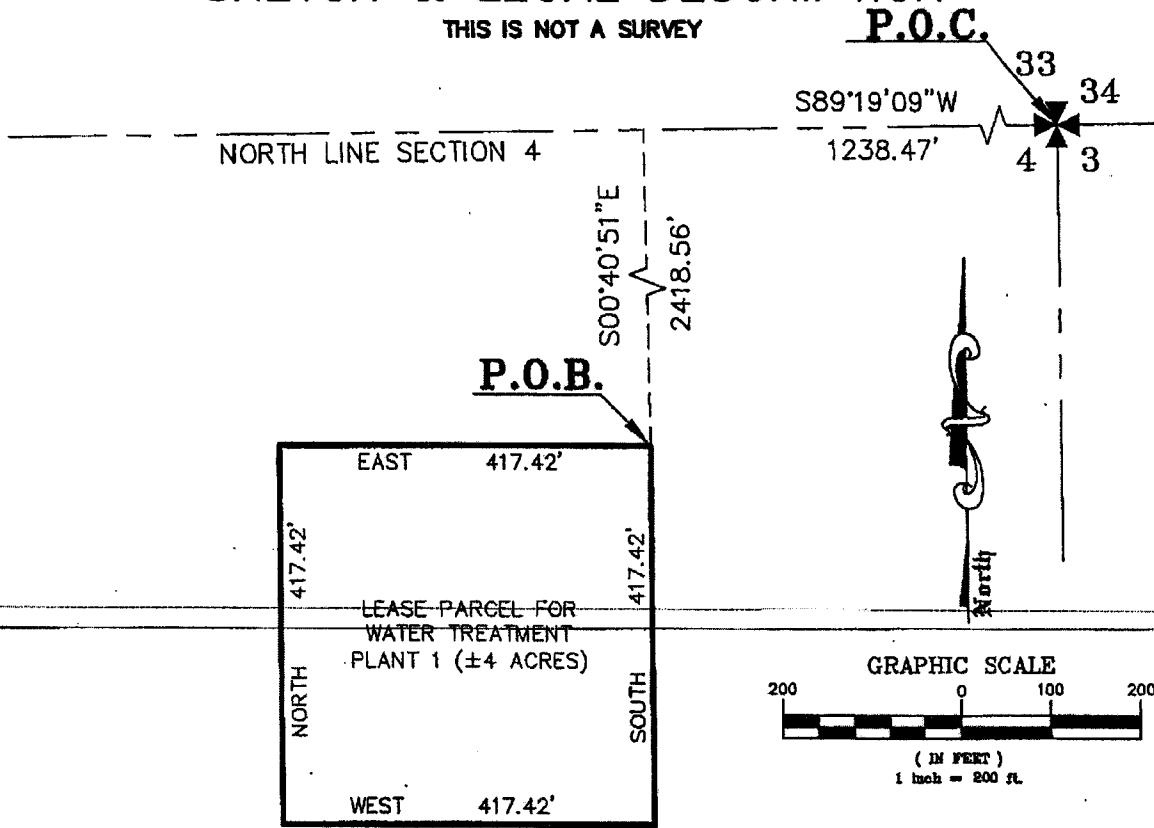 THIS IS NOT A SURVEY
P.O.C.
33
34
S89°19'09"W
NORTH LINE SECTION 4
1238.47'
4
3
S00°40'51"E
2418.56'
P.O.B.
EAST 417.42'
417.42'
417.42'
LEASE PARCEL FOR
WATER TREATMENT
PLANT 1 (±4 ACRES)
NORTH
SOUTH
WEST 417.42'
North
GRAPHIC SCALE
200 0 100 200
( IN FEET )
1 inch = 200 ft.